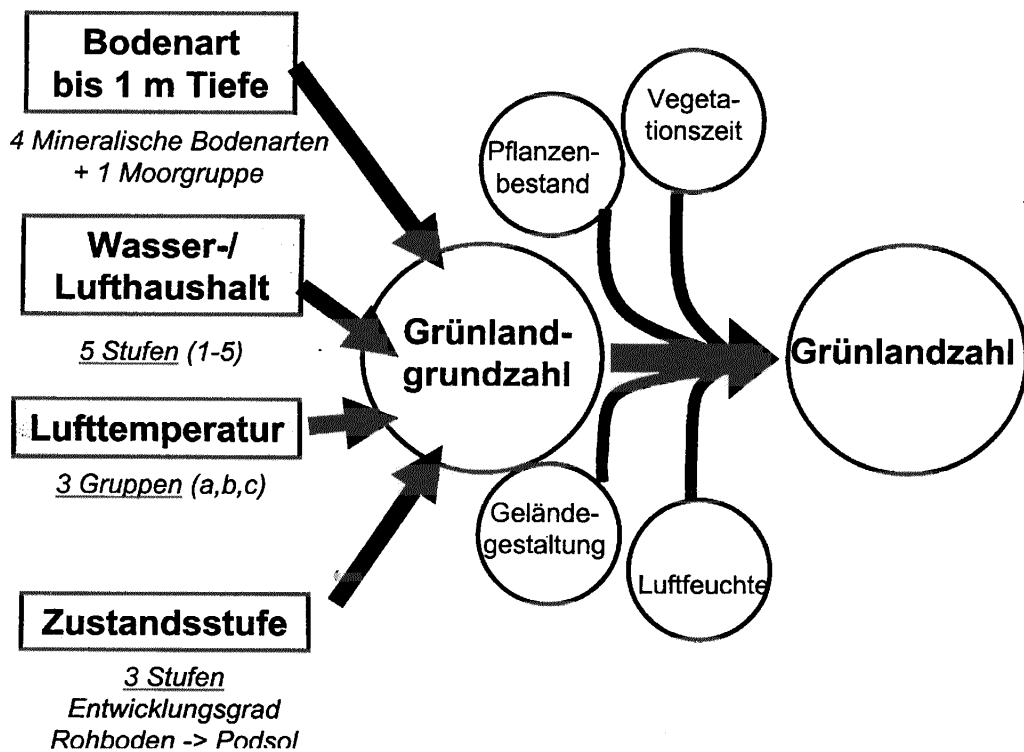 Bodenart
bis 1 m Tiefe
4 Mineralische Bodenarten
+ 1 Moorgruppe
Wasser-/
Lufthaushalt
5 Stufen (1-5)
Lufttemperatur
3 Gruppen (a,b,c)
Zustandsstufe
3 Stufen
Entwicklungsgrad
Rohboden -> Podsol
Grünland-
grundzahl
Pflanzen-
bestand
Vegeta-
tionszeit
Gelände-
gestaltung
Luftfeuchte
Grünlandzahl